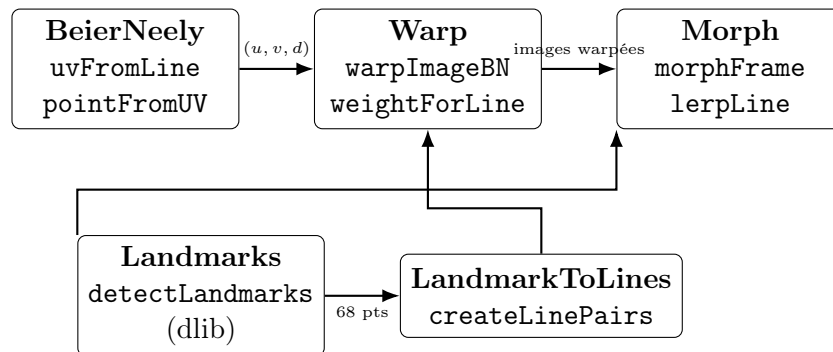 BeierNeely
uvFromLine
pointFromUV
(u, v, d)
Warp
warpImageBN
weightForLine
images warpées
Morph
morphFrame
lerpLine
Landmarks
detectLandmarks
(dlib)
68 pts
LandmarkToLines
createLinePairs